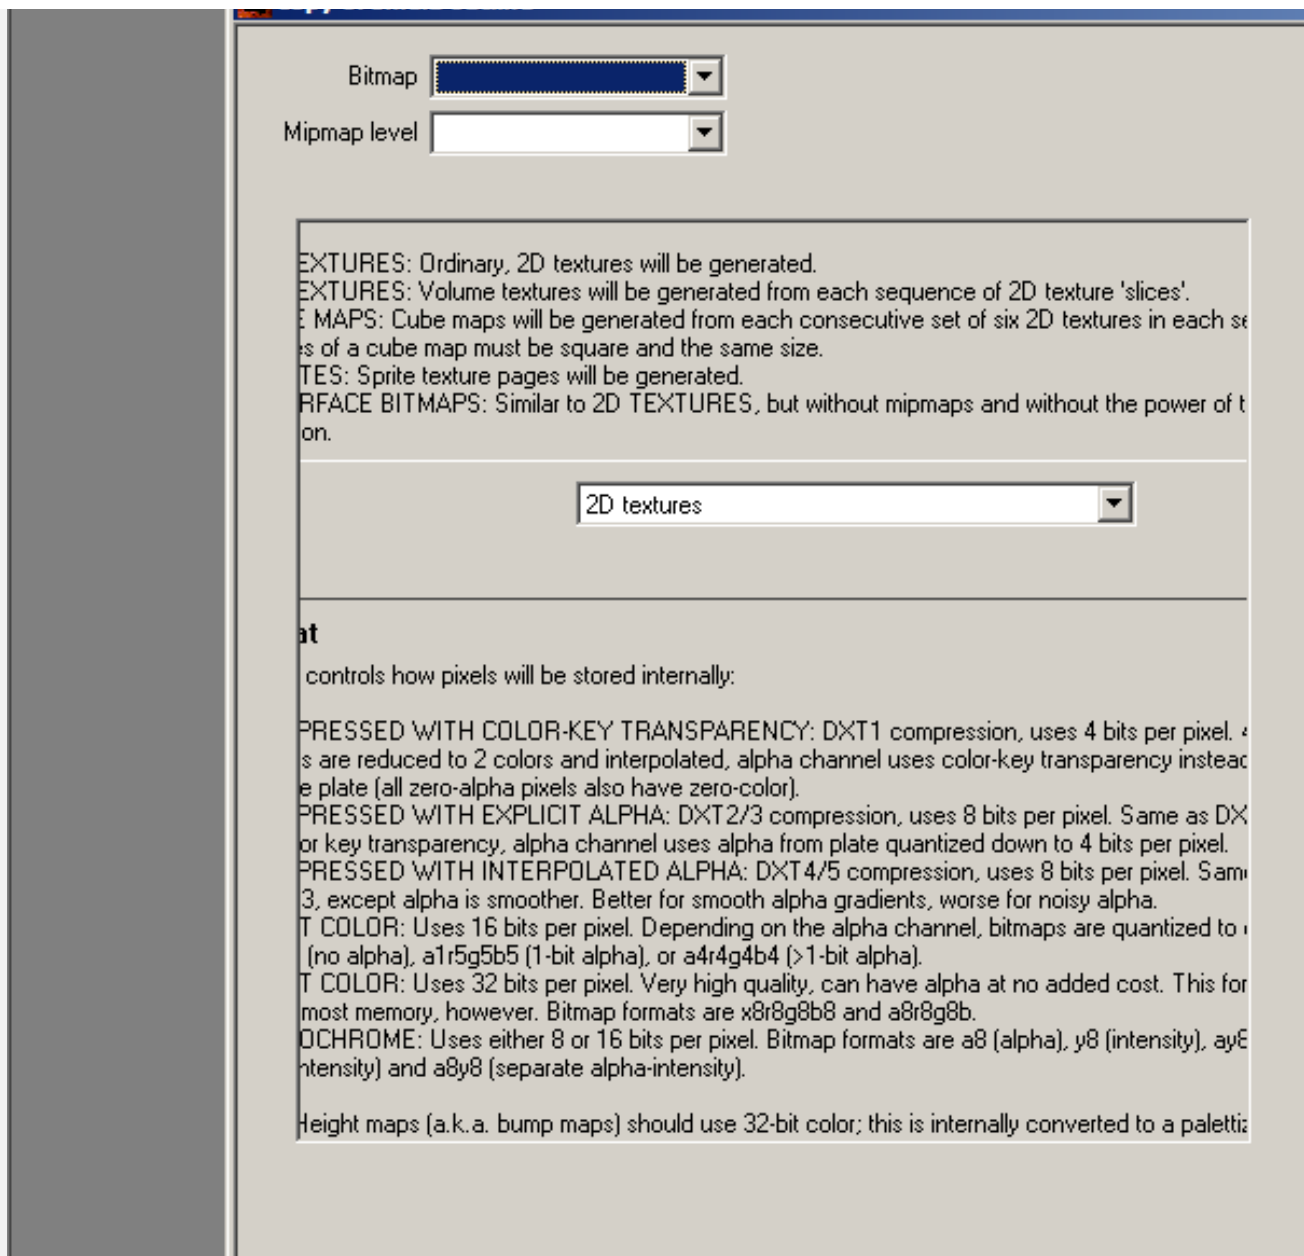 Bitmap
Mipmap level
EXTURES: Ordinary, 2D textures will be generated.
EXTURES: Volume textures will be generated from each sequence of 2D texture 'slices'.
E MAPS: Cube maps will be generated from each consecutive set of six 2D textures in each se
s of a cube map must be square and the same size.
TES: Sprite texture pages will be generated.
RFACE BITMAPS: Similar to 2D TEXTURES, but without mipmaps and without the power of t
on.
2D textures
at
controls how pixels will be stored internally:
PRESSED WITH COLOR-KEY TRANSPARENCY: DXT1 compression, uses 4 bits per pixel. 4
s are reduced to 2 colors and interpolated, alpha channel uses color-key transparency instead
e plate (all zero-alpha pixels also have zero-color).
PRESSED WITH EXPLICIT ALPHA: DXT2/3 compression, uses 8 bits per pixel. Same as DX
or key transparency, alpha channel uses alpha from plate quantized down to 4 bits per pixel.
PRESSED WITH INTERPOLATED ALPHA: DXT4/5 compression, uses 8 bits per pixel. Sam
3, except alpha is smoother. Better for smooth alpha gradients, worse for noisy alpha.
T COLOR: Uses 16 bits per pixel. Depending on the alpha channel, bitmaps are quantized to
(no alpha), a1r5g5b5 (1-bit alpha), or a4r4g4b4 (>1-bit alpha).
T COLOR: Uses 32 bits per pixel. Very high quality, can have alpha at no added cost. This for
most memory, however. Bitmap formats are x8r8g8b8 and a8r8g8b.
OCHROME: Uses either 8 or 16 bits per pixel. Bitmap formats are a8 (alpha), y8 (intensity), ay8
ntensity) and a8y8 (separate alpha-intensity).
Height maps (a.k.a. bump maps) should use 32-bit color; this is internally converted to a paletti